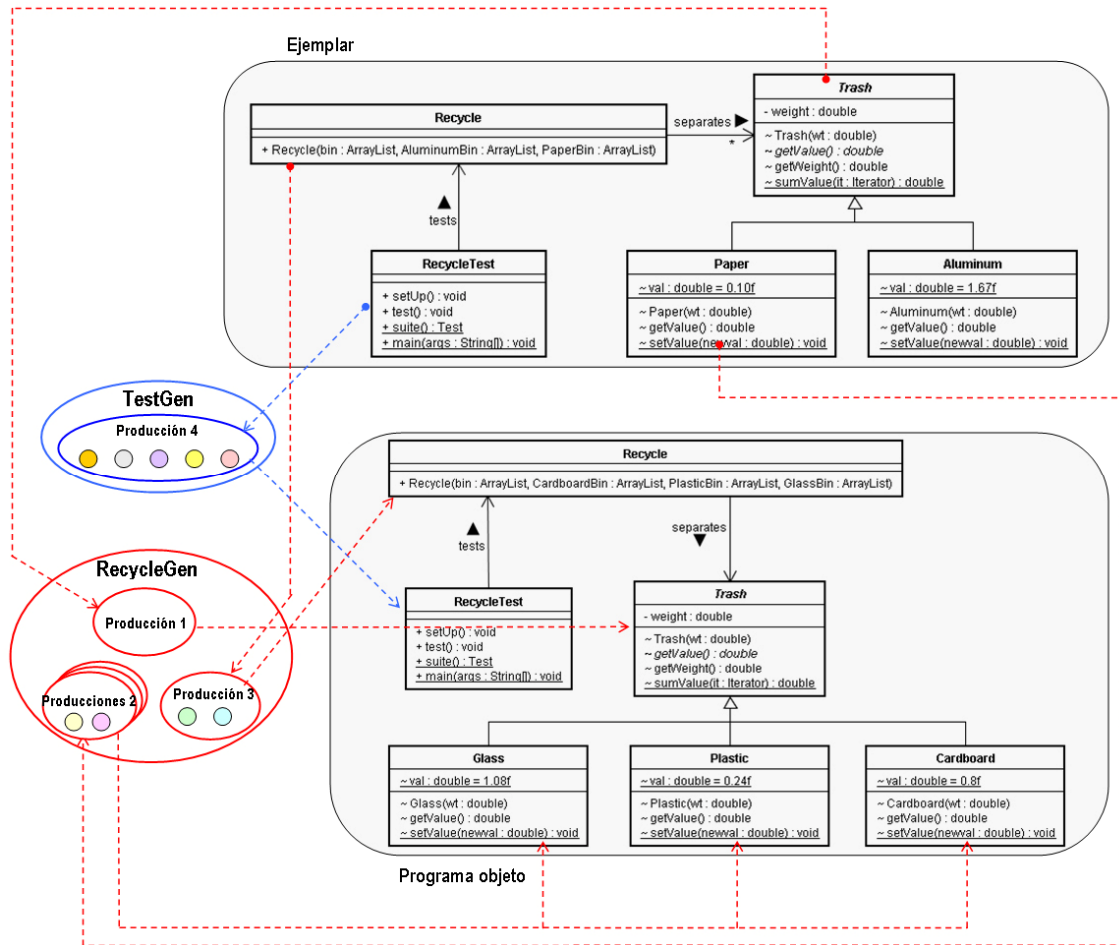 Ejemplar
Trash
- weight : double
~ Trash(wt : double)
~ getValue() : double
~ getWeight() : double
~ sumValue(it : Iterator) : double
Recycle
+ Recycle(bin : ArrayList, AluminumBin : ArrayList, PaperBin : ArrayList)
separates ▶
*
▲
tests
RecycleTest
+ setUp() : void
+ test() : void
+ suite() : Test
+ main(args : String[]) : void
Paper
~ val : double = 0.10f
~ Paper(wt : double)
~ getValue() : double
~ setValue(newval : double) : void
Aluminum
~ val : double = 1.67f
~ Aluminum(wt : double)
~ getValue() : double
~ setValue(newval : double) : void
TestGen
Producción 4
RecycleGen
Producción 1
Producciones 2
Producción 3
Recycle
+ Recycle(bin : ArrayList, CardboardBin : ArrayList, PlasticBin : ArrayList, GlassBin : ArrayList)
▲
tests
separates
▼
RecycleTest
+ setUp() : void
+ test() : void
+ suite() : Test
+ main(args : String[]) : void
Trash
- weight : double
~ Trash(wt : double)
~ getValue() : double
~ getWeight() : double
~ sumValue(it : Iterator) : double
Glass
~ val : double = 1.08f
~ Glass(wt : double)
~ getValue() : double
~ setValue(newval : double) : void
Plastic
~ val : double = 0.24f
~ Plastic(wt : double)
~ getValue() : double
~ setValue(newval : double) : void
Cardboard
~ val : double = 0.8f
~ Cardboard(wt : double)
~ getValue() : double
~ setValue(newval : double) : void
Programa objeto